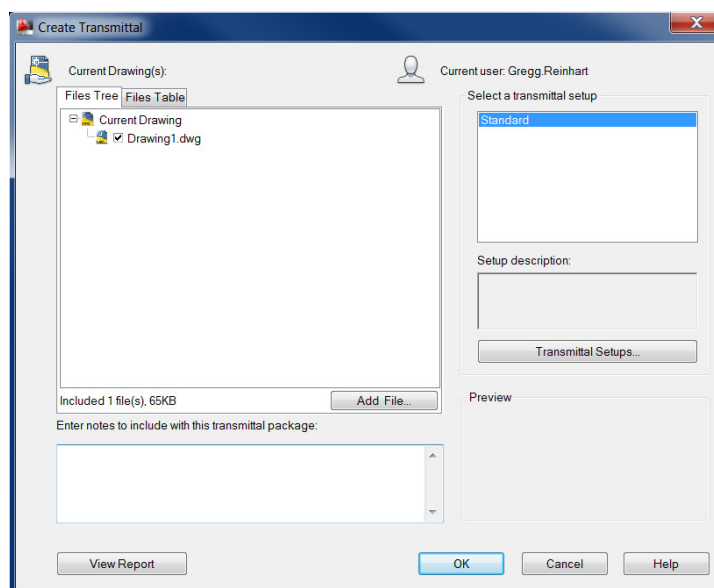 Create Transmittal
Current Drawing(s):
Current user: Gregg.Reinhart
Files Tree
Files Table
Current Drawing
Drawing1.dwg
Included 1 file(s), 65KB
Add File...
Enter notes to include with this transmittal package:
Select a transmittal setup
Standard
Setup description:
Transmittal Setups...
Preview
View Report
OK
Cancel
Help